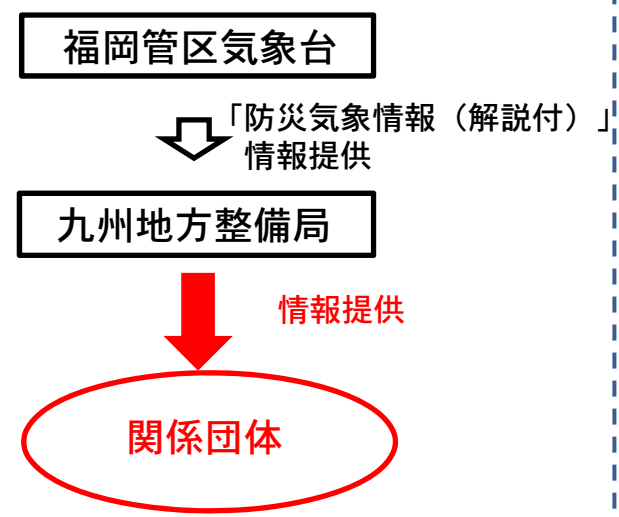 福岡管区気象台
「防災気象情報（解説付）」
情報提供
九州地方整備局
情報提供
関係団体